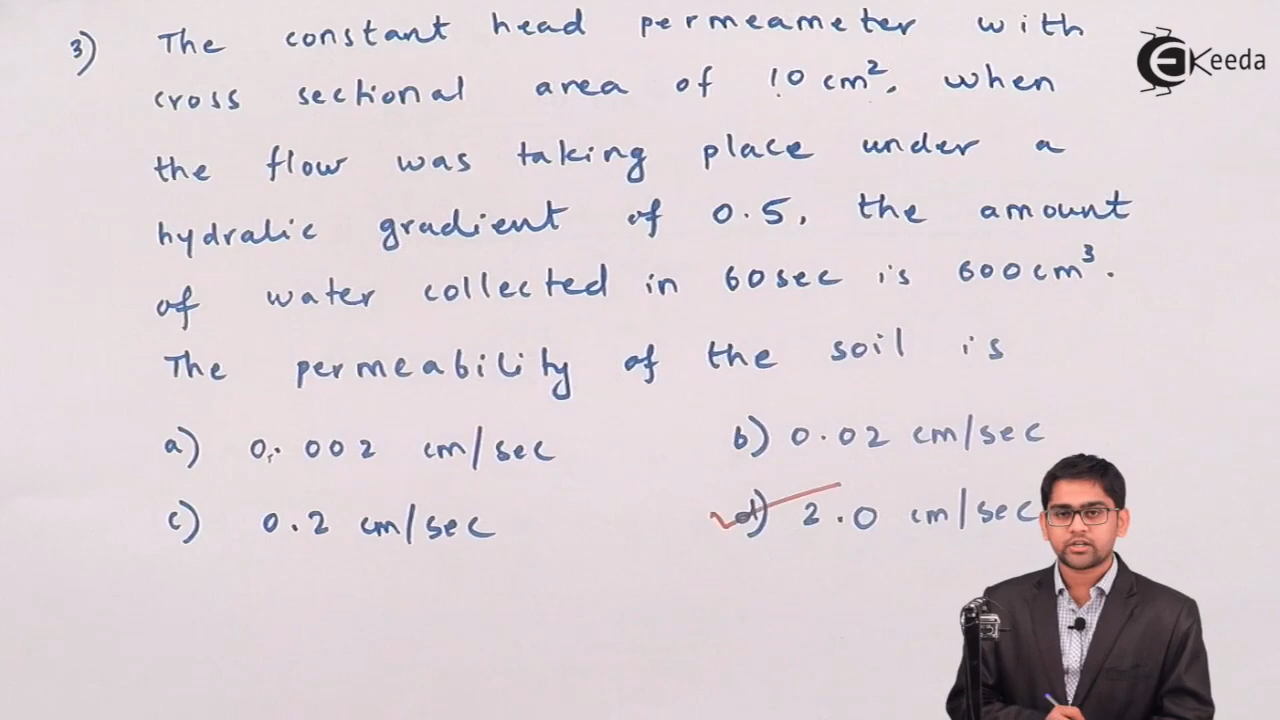 3) The constant head permeameter with
cross sectional area of 10 cm². when
the flow was taking place under a
hydralic gradient of 0.5, the amount
of water collected in 60sec is 600cm³.
The permeability of the soil is
a) 0.002 cm/sec b) 0.02 cm/sec
c) 0.2 cm/sec d) 2.0 cm/sec
EKeeda